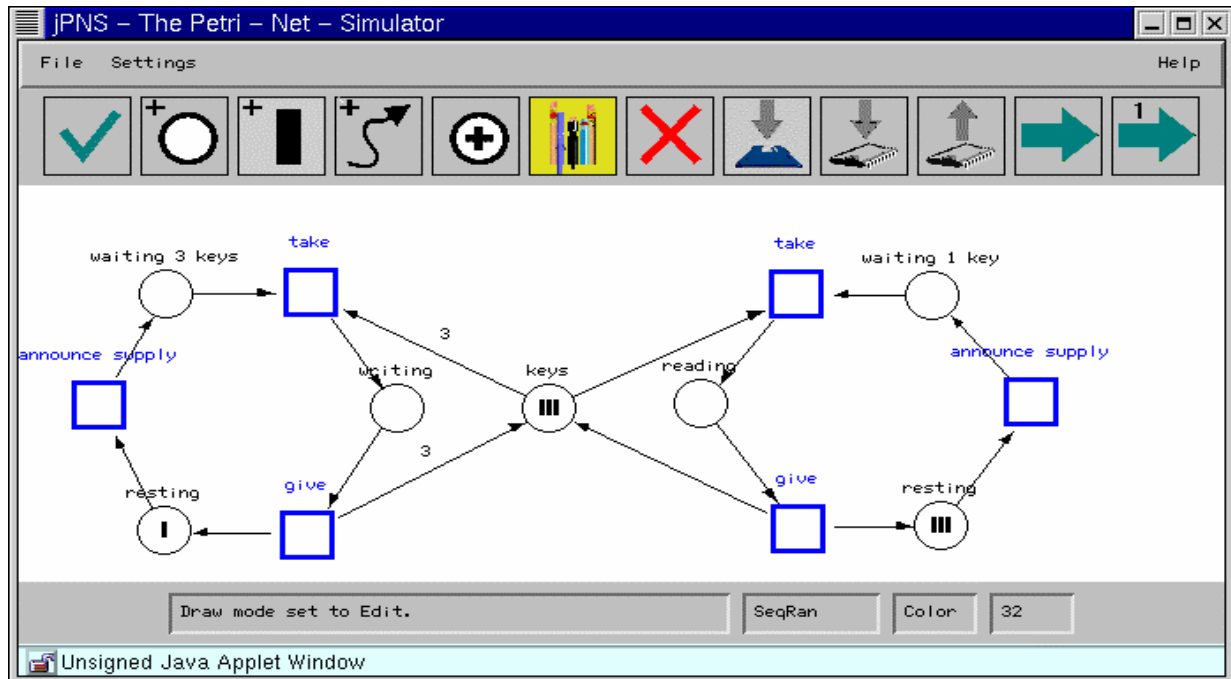 jPNS – The Petri – Net – Simulator
File Settings Help
+ + + 1
take take
waiting 3 keys waiting 1 key
3
announce supply announce supply
writing keys reading
III
3
give give
resting resting
I III
Draw mode set to Edit. SeqRan Color 32
Unsigned Java Applet Window